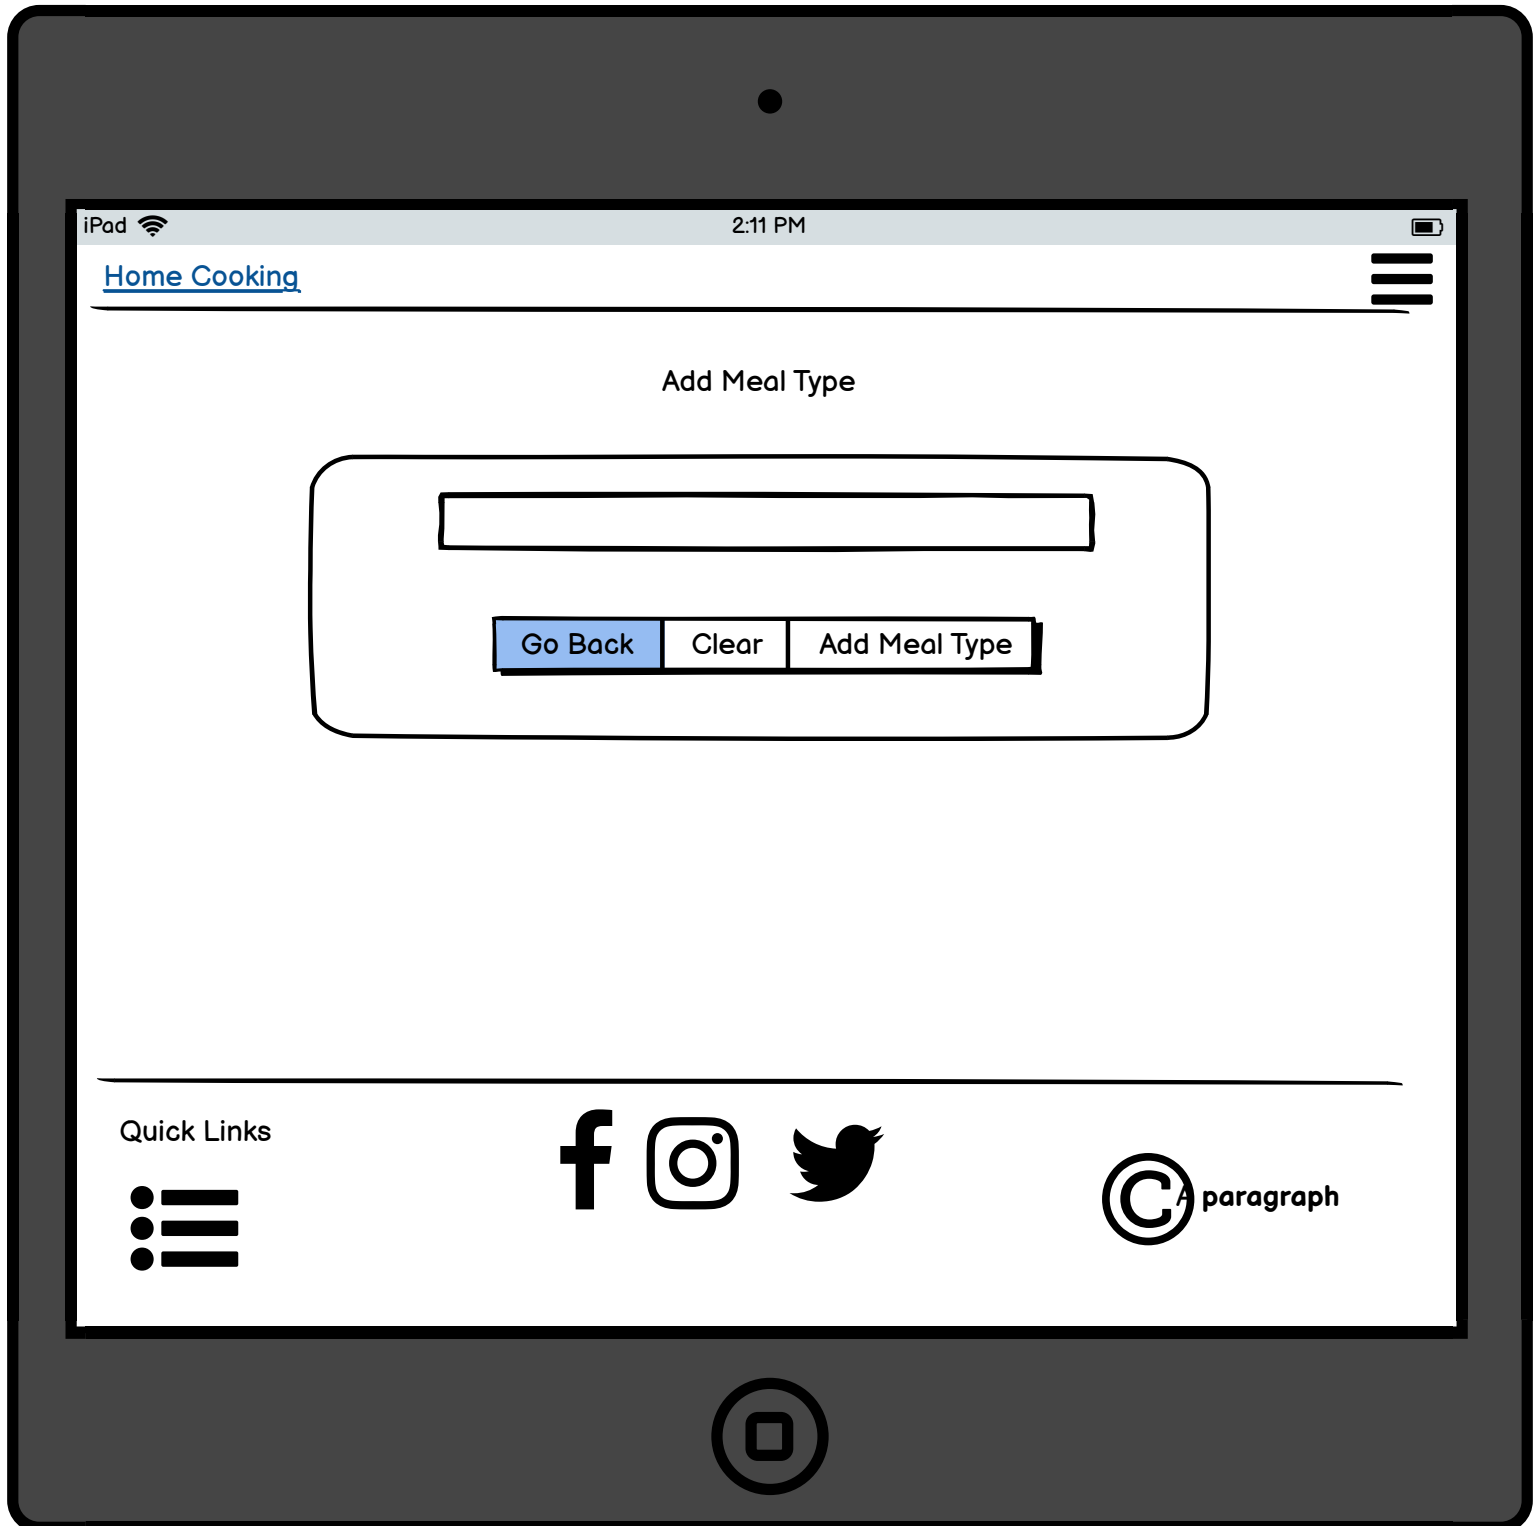 iPad 2:11 PM
Home Cooking
Add Meal Type
Go Back Clear Add Meal Type
Quick Links
© A paragraph